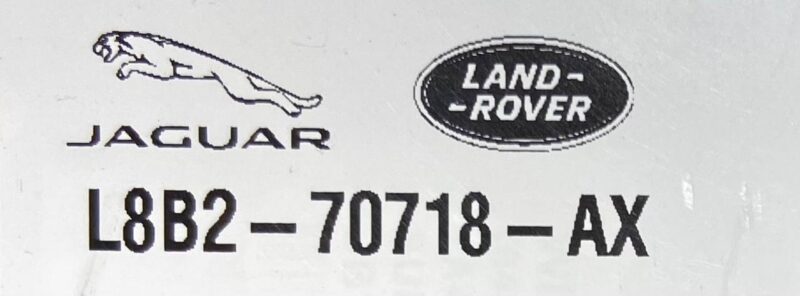 JAGUAR
LAND-
-ROVER
L8B2-70718-AX